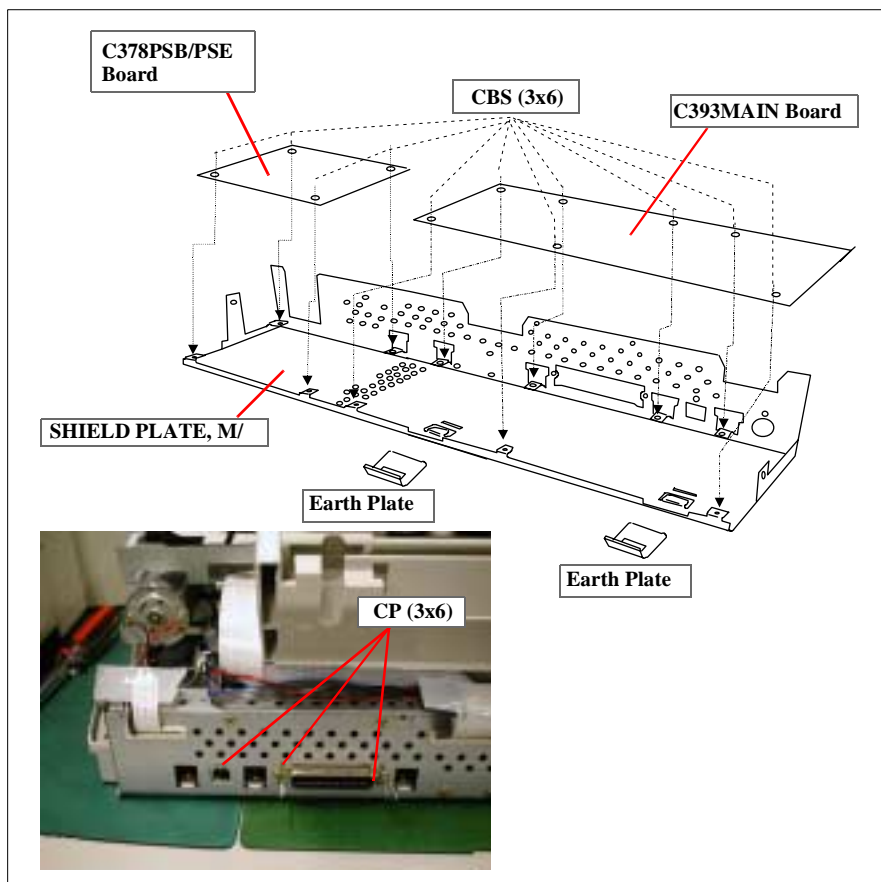 C378PSB/PSE
Board
CBS (3x6)
C393MAIN Board
SHIELD PLATE, M/
Earth Plate
Earth Plate
CP (3x6)